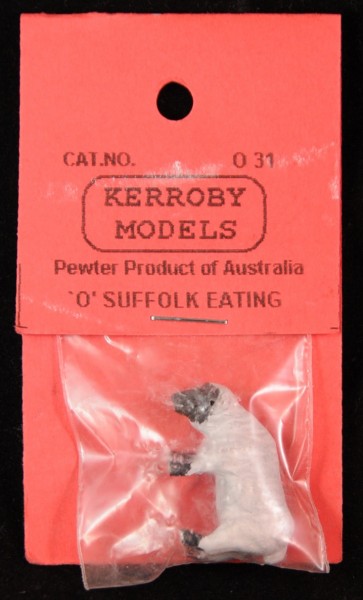 CAT.NO. O 31
KERROBY
MODELS
Pewter Product of Australia
`O' SUFFOLK EATING